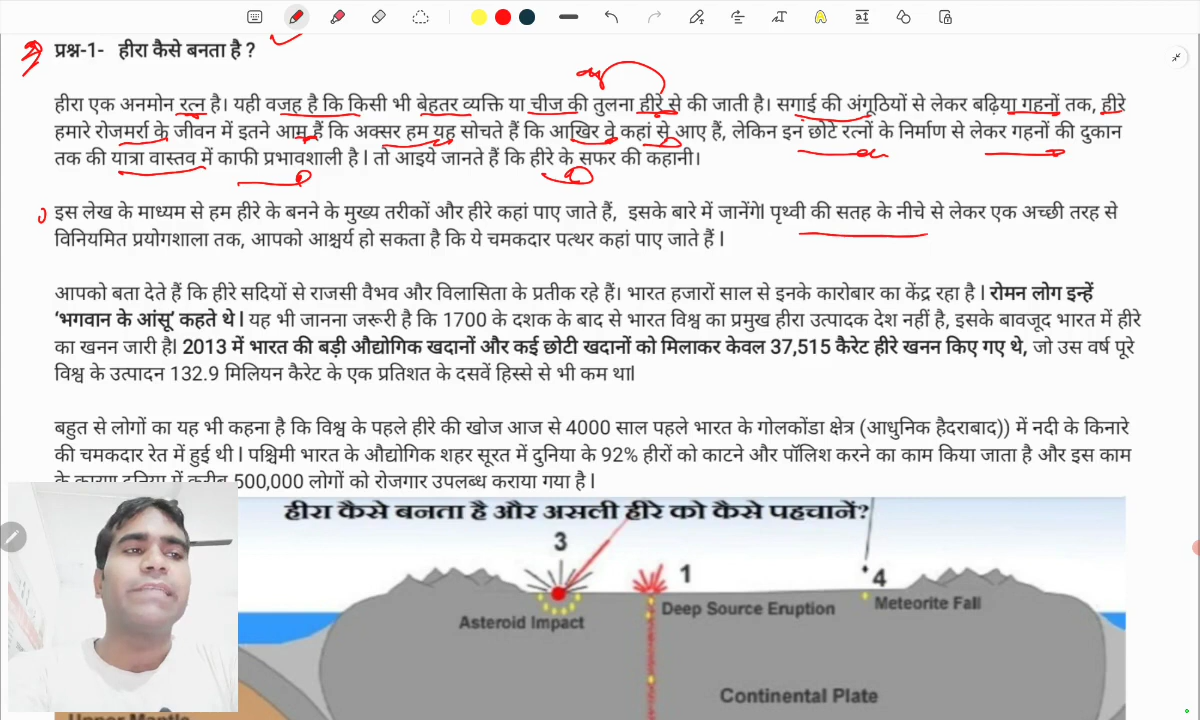 प्रश्न-1- हीरा कैसे बनता है ?
हीरा एक अनमोन रत्न है। यही वजह है कि किसी भी बेहतर व्यक्ति या चीज की तुलना हीरे से की जाती है। सगाई की अंगूठियों से लेकर बढ़िया गहनों तक, हीरे
हमारे रोजमर्रा के जीवन में इतने आम हैं कि अक्सर हम यह सोचते हैं कि आखिर वे कहां से आए हैं, लेकिन इन छोटे रत्नों के निर्माण से लेकर गहनों की दुकान
तक की यात्रा वास्तव में काफी प्रभावशाली है l तो आइये जानते हैं कि हीरे के सफर की कहानी।
इस लेख के माध्यम से हम हीरे के बनने के मुख्य तरीकों और हीरे कहां पाए जाते हैं, इसके बारे में जानेंगेl पृथ्वी की सतह के नीचे से लेकर एक अच्छी तरह से
विनियमित प्रयोगशाला तक, आपको आश्चर्य हो सकता है कि ये चमकदार पत्थर कहां पाए जाते हैं l
आपको बता देते हैं कि हीरे सदियों से राजसी वैभव और विलासिता के प्रतीक रहे हैं। भारत हजारों साल से इनके कारोबार का केंद्र रहा है l रोमन लोग इन्हें
‘भगवान के आंसू’ कहते थे l यह भी जानना जरूरी है कि 1700 के दशक के बाद से भारत विश्व का प्रमुख हीरा उत्पादक देश नहीं है, इसके बावजूद भारत में हीरे
का खनन जारी हैl 2013 में भारत की बड़ी औद्योगिक खदानों और कई छोटी खदानों को मिलाकर केवल 37,515 कैरेट हीरे खनन किए गए थे, जो उस वर्ष पूरे
विश्व के उत्पादन 132.9 मिलियन कैरेट के एक प्रतिशत के दसवें हिस्से से भी कम थाl
बहुत से लोगों का यह भी कहना है कि विश्व के पहले हीरे की खोज आज से 4000 साल पहले भारत के गोलकोंडा क्षेत्र (आधुनिक हैदराबाद)) में नदी के किनारे
की चमकदार रेत में हुई थी l पश्चिमी भारत के औद्योगिक शहर सूरत में दुनिया के 92% हीरों को काटने और पॉलिश करने का काम किया जाता है और इस काम
के कारण दुनिया में करीब 500,000 लोगों को रोजगार उपलब्ध कराया गया है l
हीरा कैसे बनता है और असली हीरे को कैसे पहचानें?
3
1
4
Deep Source Eruption
Meteorite Fall
Asteroid Impact
Continental Plate
Upper Mantle